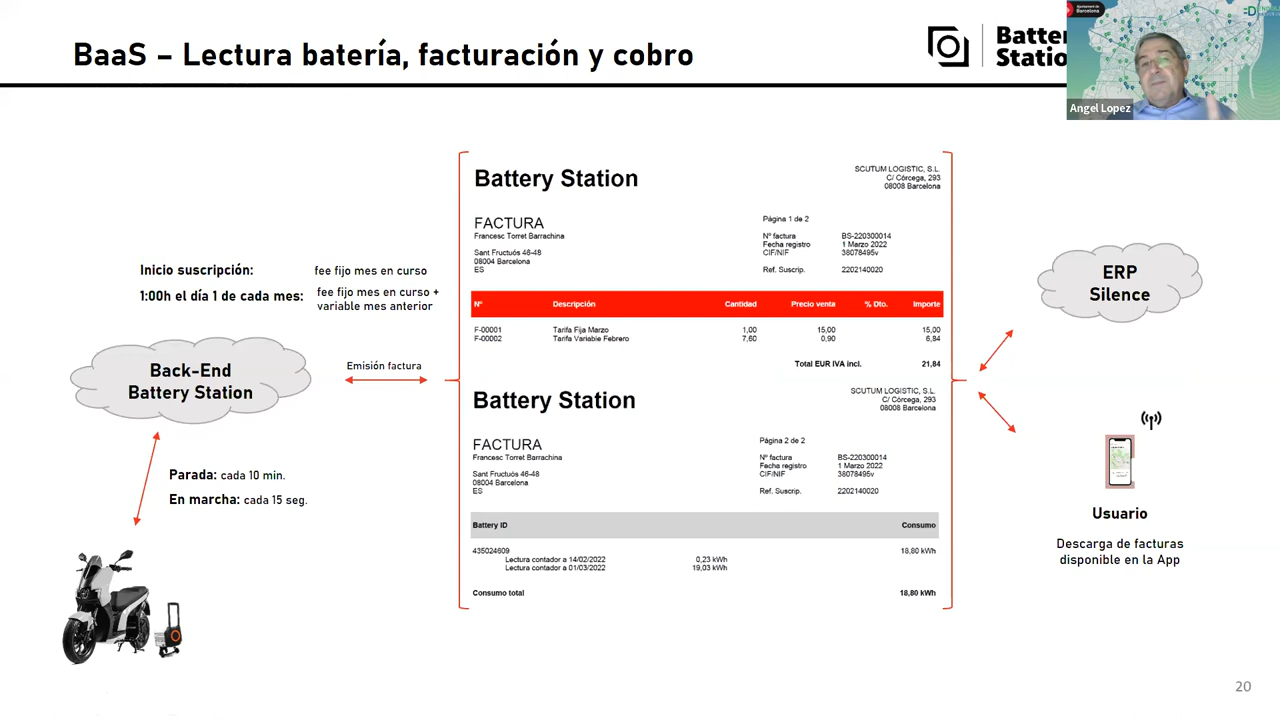 BaaS – Lectura batería, facturación y cobro
Ajuntament de
Barcelona
Angel Lopez
Inicio suscripción: fee fijo mes en curso
1:00h el día 1 de cada mes: fee fijo mes en curso +
variable mes anterior
Back-End
Battery Station
Emisión factura
Parada: cada 10 min.
En marcha: cada 15 seg.
Battery Station
SCUTUM LOGISTIC, S.L.
C/ Córcega, 293
08008 Barcelona
FACTURA
Francesc Torret Barrachina
Sant Fructuós 46-48
08004 Barcelona
ES
Página 1 de 2
Nº factura BS-220300014
Fecha registro 1 Marzo 2022
CIF/NIF 38078495v
Ref. Suscrip. 2202140020
Nº Descripción Cantidad Precio venta % Dto. Importe
F-00001 Tarifa Fija Marzo 1,00 15,00 15,00
F-00002 Tarifa Variable Febrero 7,60 0,90 6,84
Total EUR IVA incl. 21,84
Battery Station
SCUTUM LOGISTIC, S.L.
C/ Córcega, 293
08008 Barcelona
FACTURA
Francesc Torret Barrachina
Sant Fructuós 46-48
08004 Barcelona
ES
Página 2 de 2
Nº factura BS-220300014
Fecha registro 1 Marzo 2022
CIF/NIF 38078495v
Ref. Suscrip. 2202140020
Battery ID Consumo
435024609 18,80 kWh
Lectura contador a 14/02/2022 0,23 kWh
Lectura contador a 01/03/2022 19,03 kWh
Consumo total 18,80 kWh
ERP
Silence
Usuario
Descarga de facturas
disponible en la App
20